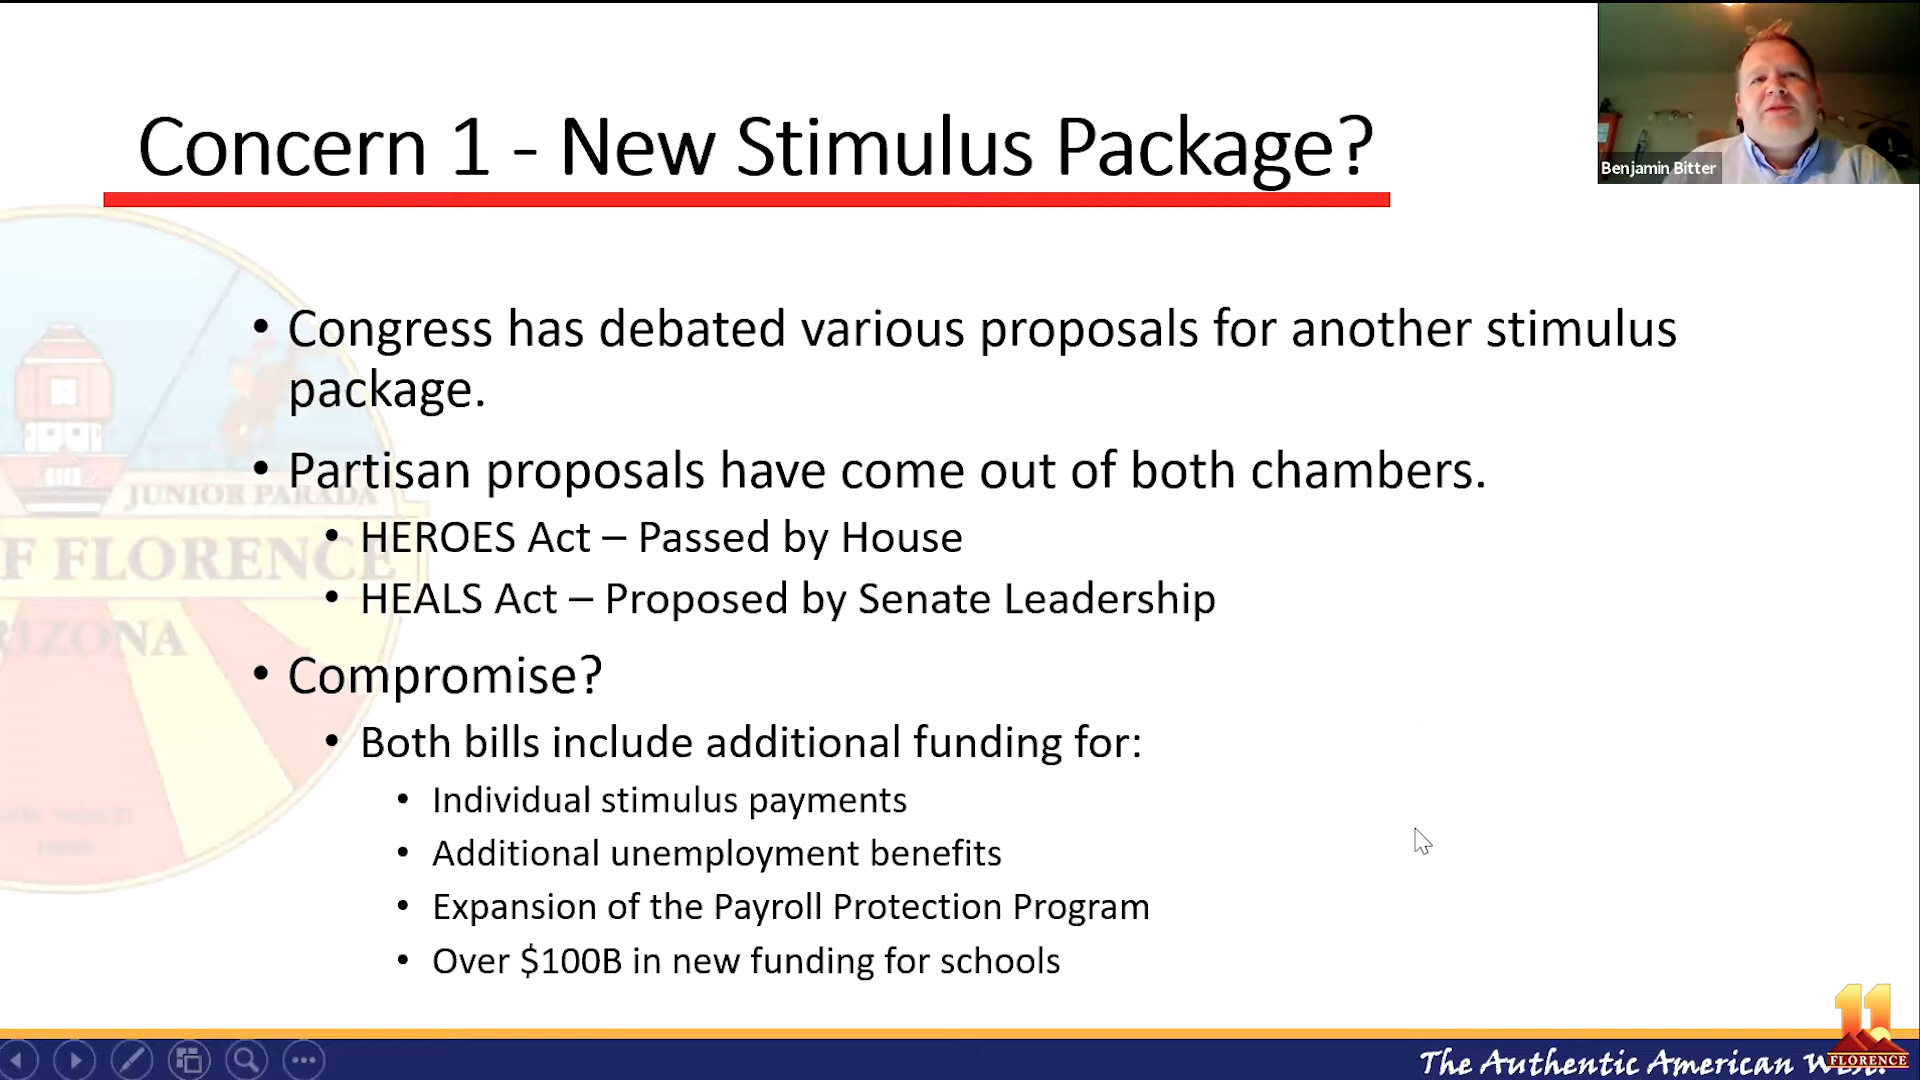 Concern 1 - New Stimulus Package?
Benjamin Bitter
• Congress has debated various proposals for another stimulus
package.
• Partisan proposals have come out of both chambers.
• HEROES Act – Passed by House
• HEALS Act – Proposed by Senate Leadership
• Compromise?
• Both bills include additional funding for:
• Individual stimulus payments
• Additional unemployment benefits
• Expansion of the Payroll Protection Program
• Over $100B in new funding for schools
JUNIOR PARADA
F FLORENCE
RIZONA
The Authentic American West!
11
FLORENCE